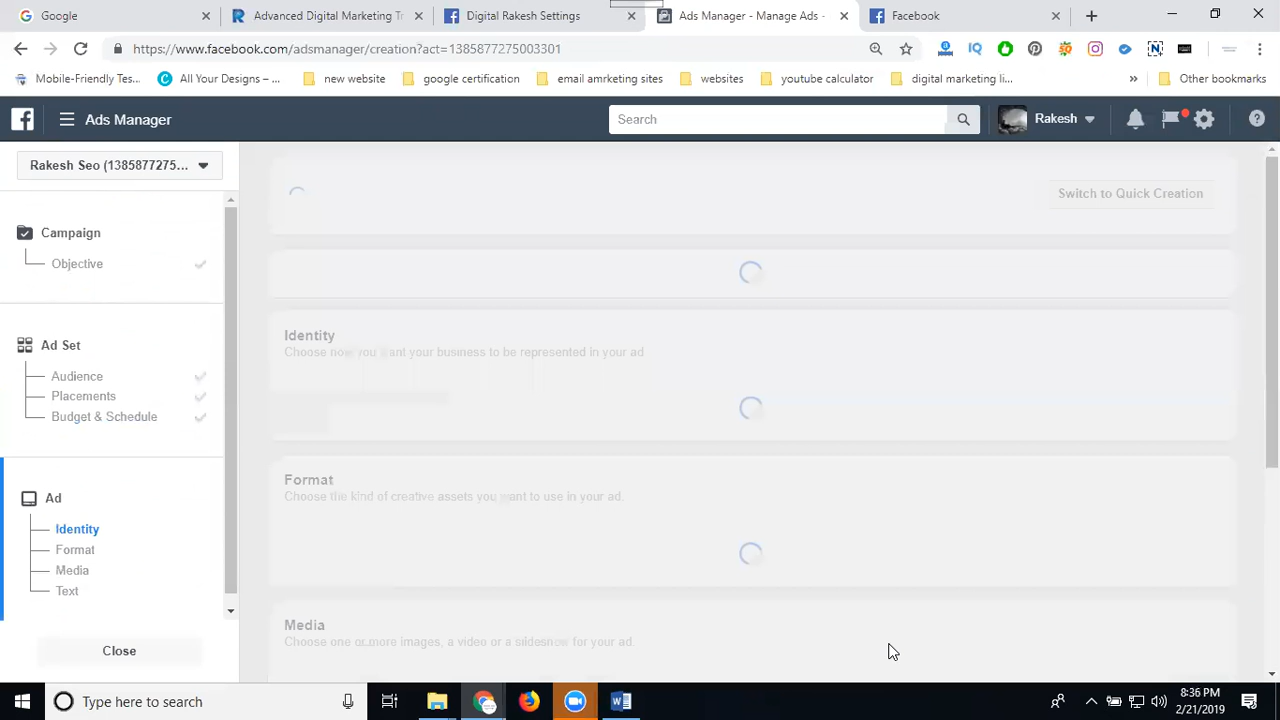 Google
Advanced Digital Marketing
Digital Rakesh Settings
Ads Manager - Manage Ads -
Facebook
https://www.facebook.com/adsmanager/creation?act=1385877275003301
Mobile-Friendly Tes...
All Your Designs – ...
new website
google certification
email amrketing sites
websites
youtube calculator
digital marketing li...
»
Other bookmarks
Ads Manager
Search
Rakesh
Rakesh Seo (1385877275...
Switch to Quick Creation
Campaign
Objective
Identity
Choose how you want your business to be represented in your ad
Ad Set
Audience
Placements
Budget & Schedule
Format
Choose the kind of creative assets you want to use in your ad.
Ad
Identity
Format
Media
Text
Media
Choose one or more images, a video or a slideshow for your ad.
Close
Type here to search
8:36 PM
2/21/2019